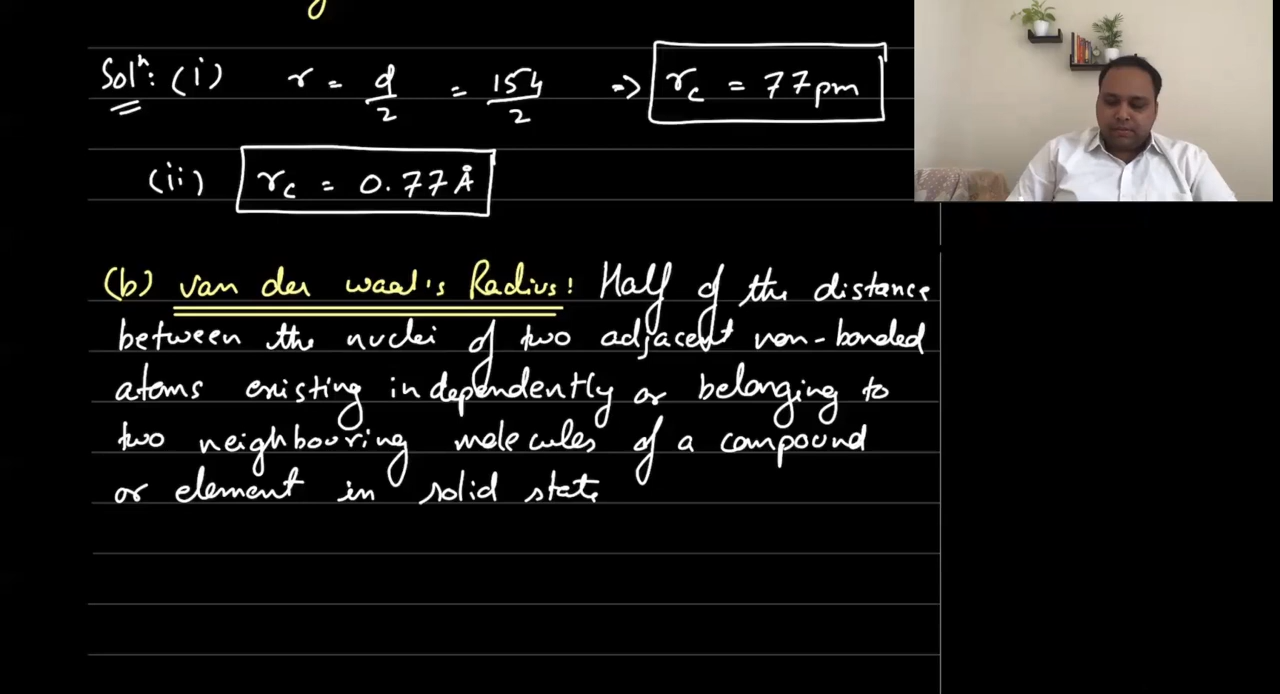 Solⁿ: (i) r = d/2 = 154/2 => r_c = 77pm
(ii) r_c = 0.77Å
(b) van der waal's Radius: Half of the distance
between the nuclei of two adjacent non-bonded
atoms existing independently or belonging to
two neighbouring molecules of a compound
or element in solid state